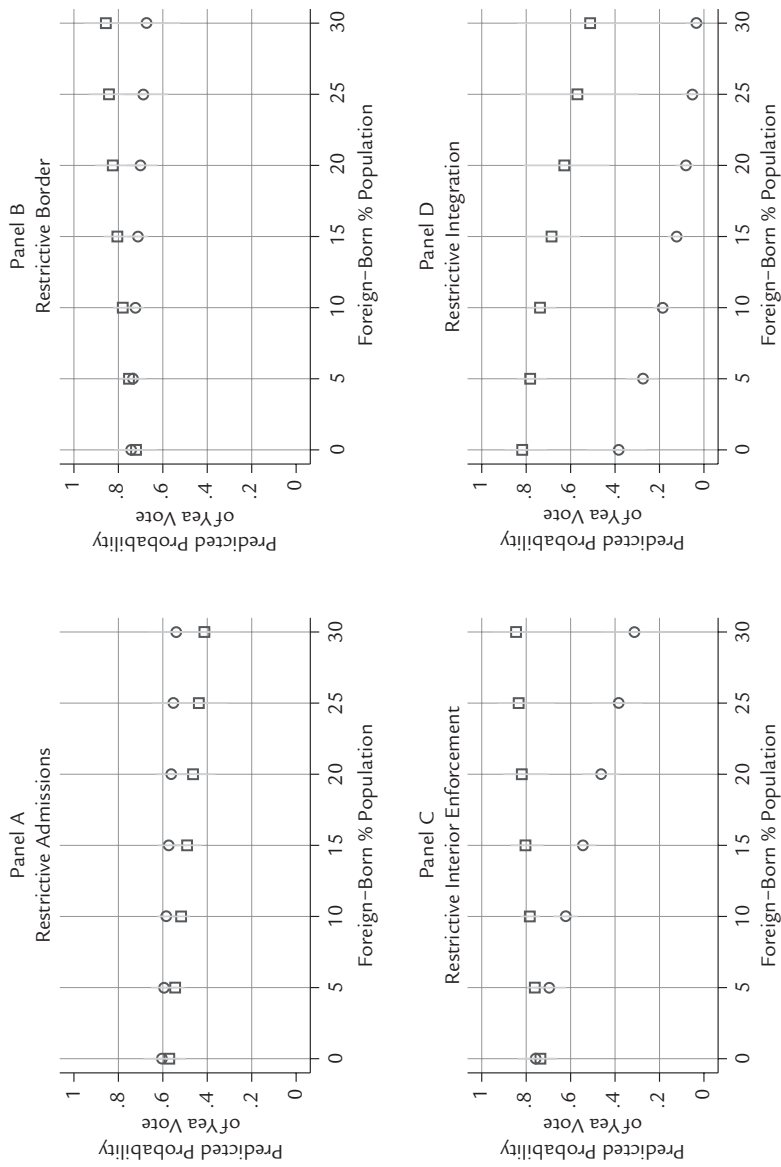 Panel A
Restrictive Admissions
Predicted Probability
of Yea Vote
1
.8
.6
.4
.2
0
0 5 10 15 20 25 30
Foreign-Born % Population
Panel B
Restrictive Border
Predicted Probability
of Yea Vote
1
.8
.6
.4
.2
0
0 5 10 15 20 25 30
Foreign-Born % Population
Panel C
Restrictive Interior Enforcement
Predicted Probability
of Yea Vote
1
.8
.6
.4
.2
0
0 5 10 15 20 25 30
Foreign-Born % Population
Panel D
Restrictive Integration
Predicted Probability
of Yea Vote
1
.8
.6
.4
.2
0
0 5 10 15 20 25 30
Foreign-Born % Population